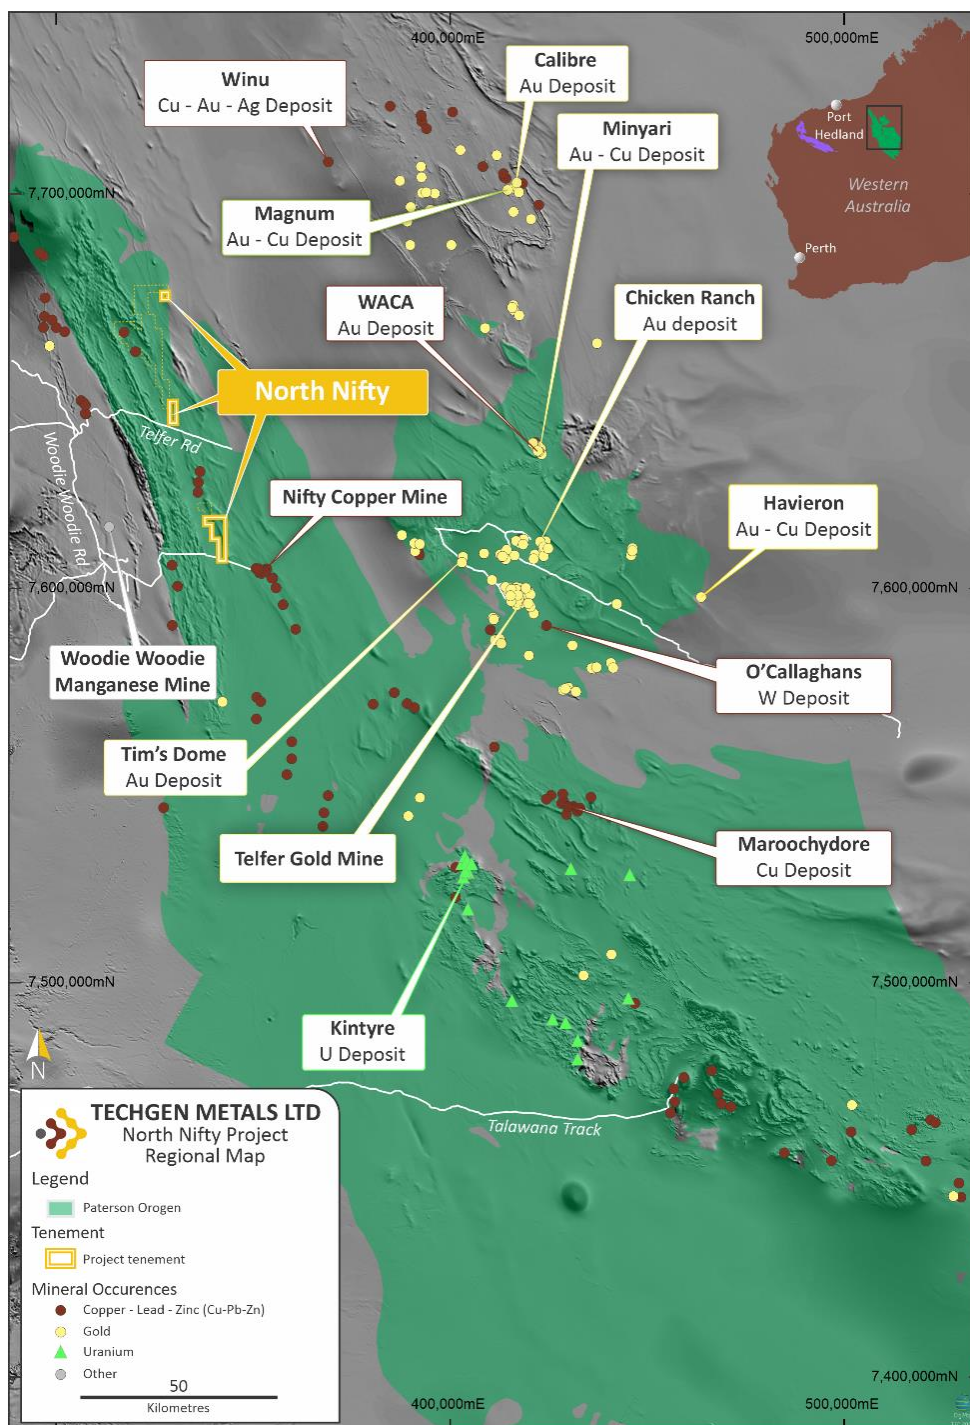 400,000mE
500,000mE
Winu
Cu - Au - Ag Deposit
Calibre
Au Deposit
Minyari
Au - Cu Deposit
Port
Hedland
Western
Australia
Perth
7,700,000mN
7,700,000mN
Magnum
Au - Cu Deposit
WACA
Au Deposit
Chicken Ranch
Au deposit
North Nifty
Telfer Rd
Woodie Woodie Rd
Nifty Copper Mine
Havieron
Au - Cu Deposit
7,600,000mN
7,600,000mN
Woodie Woodie
Manganese Mine
O'Callaghans
W Deposit
Tim's Dome
Au Deposit
Telfer Gold Mine
Maroochydore
Cu Deposit
7,500,000mN
7,500,000mN
Kintyre
U Deposit
N
Talawana Track
TECHGEN METALS LTD
North Nifty Project
Regional Map
Legend
Paterson Orogen
Tenement
Project tenement
Mineral Occurences
Copper - Lead - Zinc (Cu-Pb-Zn)
Gold
Uranium
Other
50
Kilometres
7,400,000mN
400,000mE
500,000mE